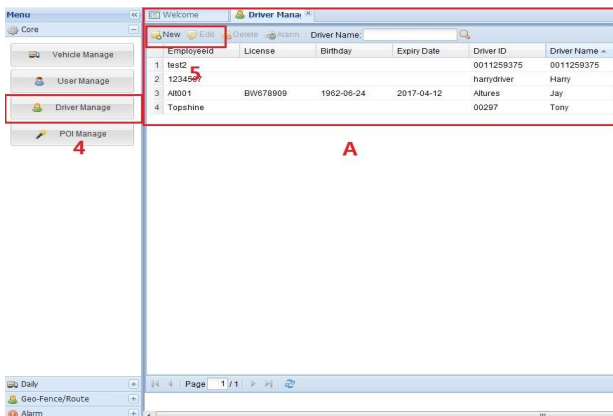 Menu
Core
Vehicle Manage
User Manage
Driver Manage
POI Manage
4
Daily
Geo-Fence/Route
Alarm
Welcome
Driver Mana
New Edit Delete Alarm Driver Name:
5
Employeeid License Birthday Expiry Date Driver ID Driver Name
1 test2 0011259375 0011259375
2 1234567 harrydriver Harry
3 Alt001 BW678909 1962-06-24 2017-04-12 Altures Jay
4 Topshine 00297 Tony
A
Page 1 / 1